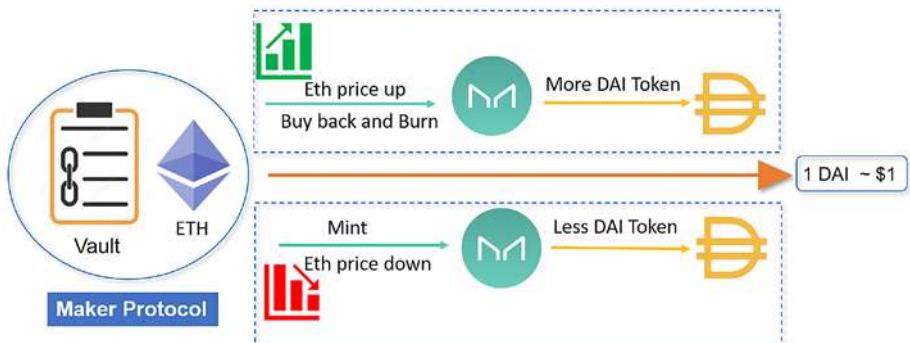 Eth price up
Buy back and Burn
More DAI Token
Vault
ETH
Maker Protocol
1 DAI ~ $1
Mint
Eth price down
Less DAI Token